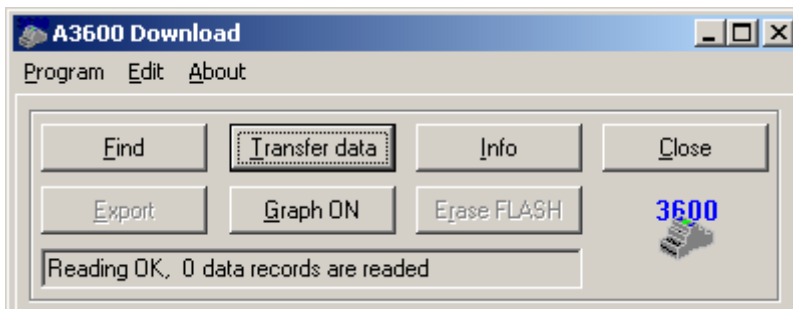 A3600 Download
Program Edit About
Find Transfer data Info Close
Export Graph ON Erase FLASH 3600
Reading OK, 0 data records are readed